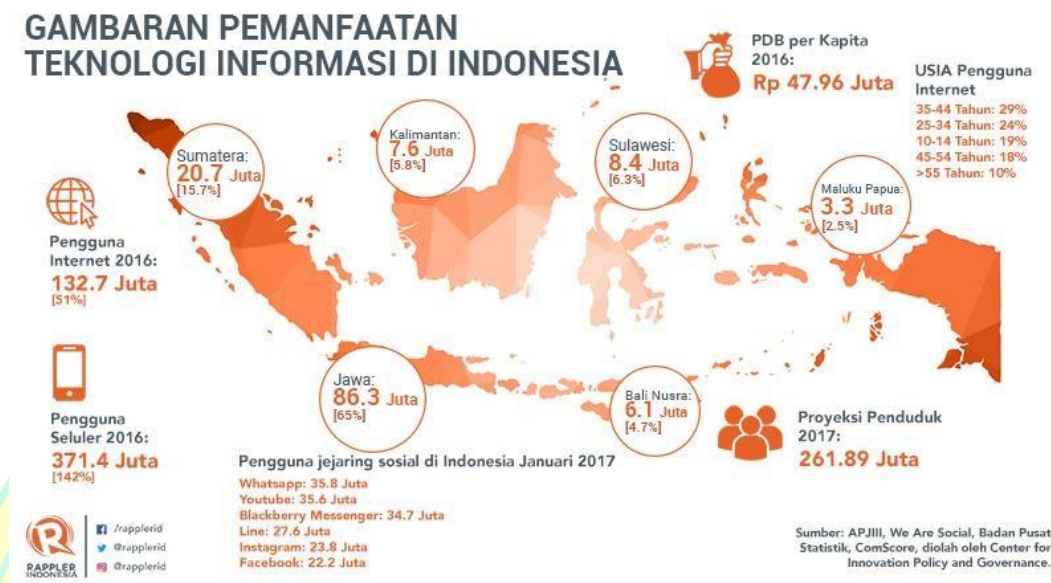 GAMBARAN PEMANFAATAN
TEKNOLOGI INFORMASI DI INDONESIA
PDB per Kapita
2016:
Rp 47.96 Juta
USIA Pengguna
Internet
35-44 Tahun: 29%
25-34 Tahun: 24%
10-14 Tahun: 19%
45-54 Tahun: 18%
>55 Tahun: 10%
Sumatera:
20.7 Juta
[15.7%]
Kalimantan:
7.6 Juta
[5.8%]
Sulawesi:
8.4 Juta
[6.3%]
Maluku Papua:
3.3 Juta
[2.5%]
Pengguna
Internet 2016:
132.7 Juta
[51%]
Jawa:
86.3 Juta
[65%]
Bali Nusra:
6.1 Juta
[4.7%]
Pengguna
Seluler 2016:
371.4 Juta
[142%]
Proyeksi Penduduk
2017:
261.89 Juta
Pengguna jejaring sosial di Indonesia Januari 2017
Whatsapp: 35.8 Juta
Youtube: 35.6 Juta
Blackberry Messenger: 34.7 Juta
Line: 27.6 Juta
Instagram: 23.8 Juta
Facebook: 22.2 Juta
R
RAPPLER
INDONESIA
/rapplerid
@rapplerid
@rapplerid
Sumber: APJIII, We Are Social, Badan Pusat
Statistik, ComScore, diolah oleh Center for
Innovation Policy and Governance.